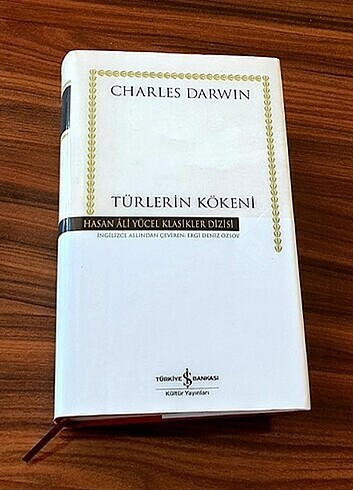 CHARLES DARWIN
TÜRLERİN KÖKENİ
HASAN ÂLİ YÜCEL KLASİKLER DİZİSİ
İNGİLİZCE ASLINDAN ÇEVİREN: ERGİ DENİZ ÖZSOY
TÜRKİYE İŞ BANKASI
Kültür Yayınları